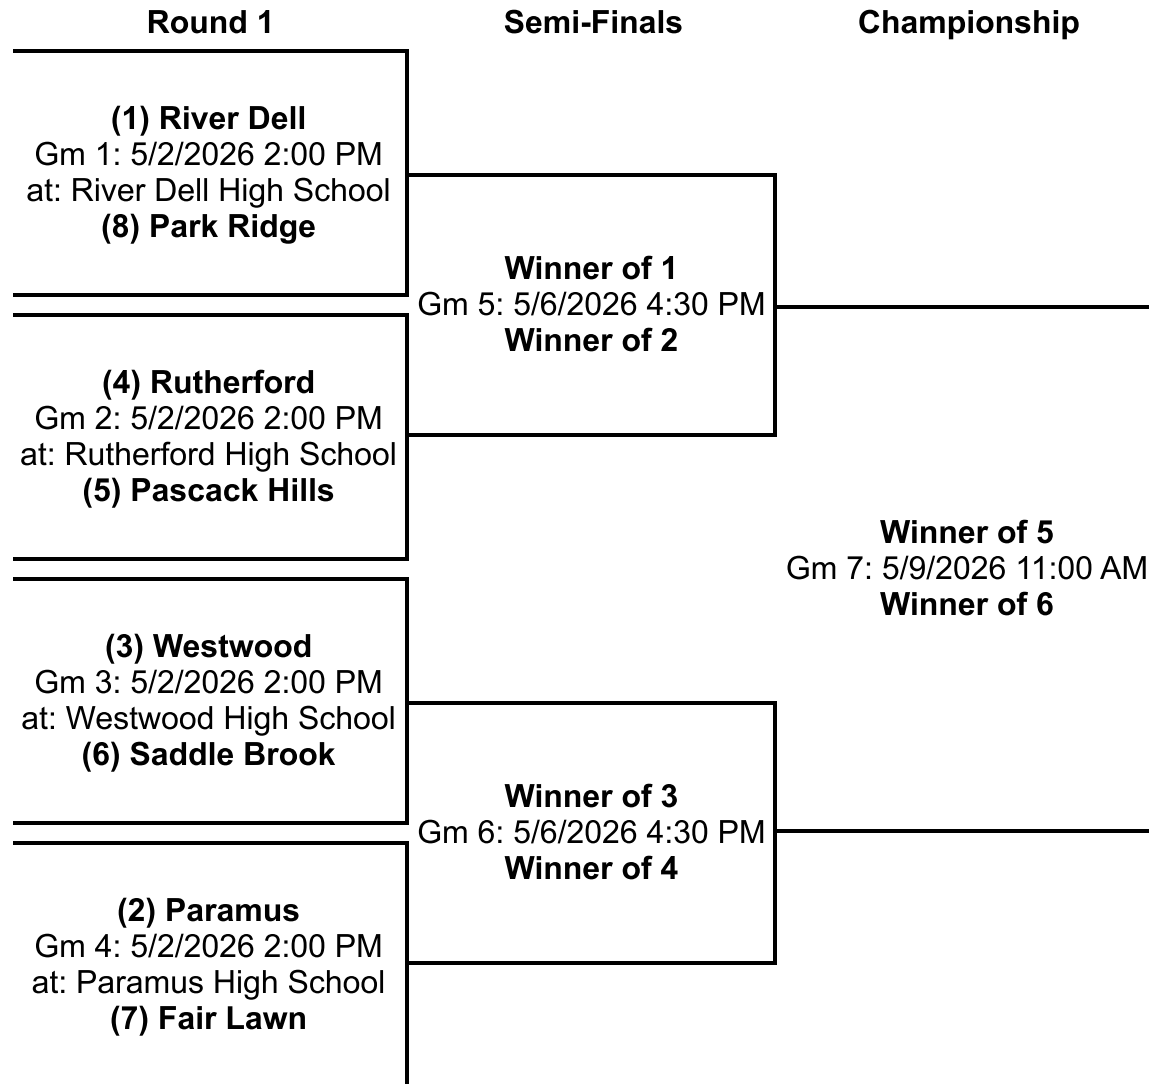 Round 1
Semi-Finals
Championship
(1) River Dell
Gm 1: 5/2/2026 2:00 PM
at: River Dell High School
(8) Park Ridge
(4) Rutherford
Gm 2: 5/2/2026 2:00 PM
at: Rutherford High School
(5) Pascack Hills
(3) Westwood
Gm 3: 5/2/2026 2:00 PM
at: Westwood High School
(6) Saddle Brook
(2) Paramus
Gm 4: 5/2/2026 2:00 PM
at: Paramus High School
(7) Fair Lawn
Winner of 1
Gm 5: 5/6/2026 4:30 PM
Winner of 2
Winner of 3
Gm 6: 5/6/2026 4:30 PM
Winner of 4
Winner of 5
Gm 7: 5/9/2026 11:00 AM
Winner of 6